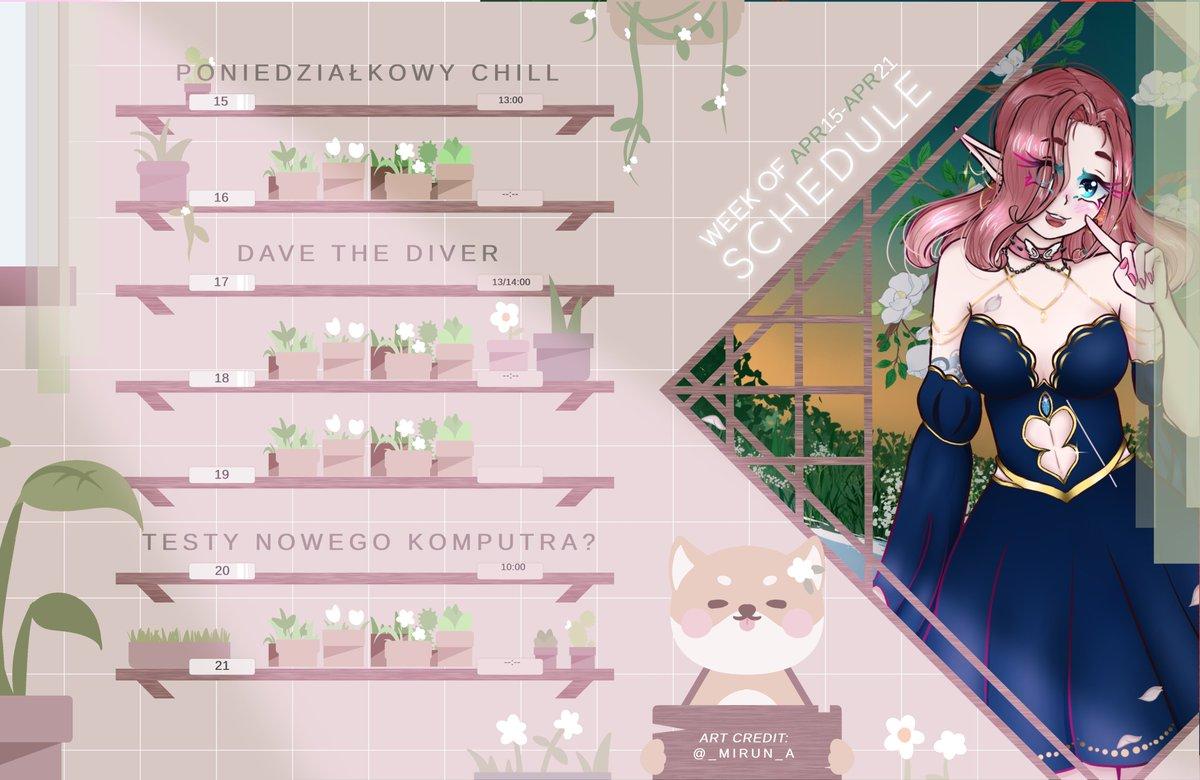 PONIEDZIAŁKOWY CHILL
15 13:00
16 --:--
DAVE THE DIVER
17 13/14:00
18 --:--
19
TESTY NOWEGO KOMPUTRA?
20 10:00
21 --:--
WEEK OF APR15-APR21
SCHEDULE
ART CREDIT:
@_MIRUN_A